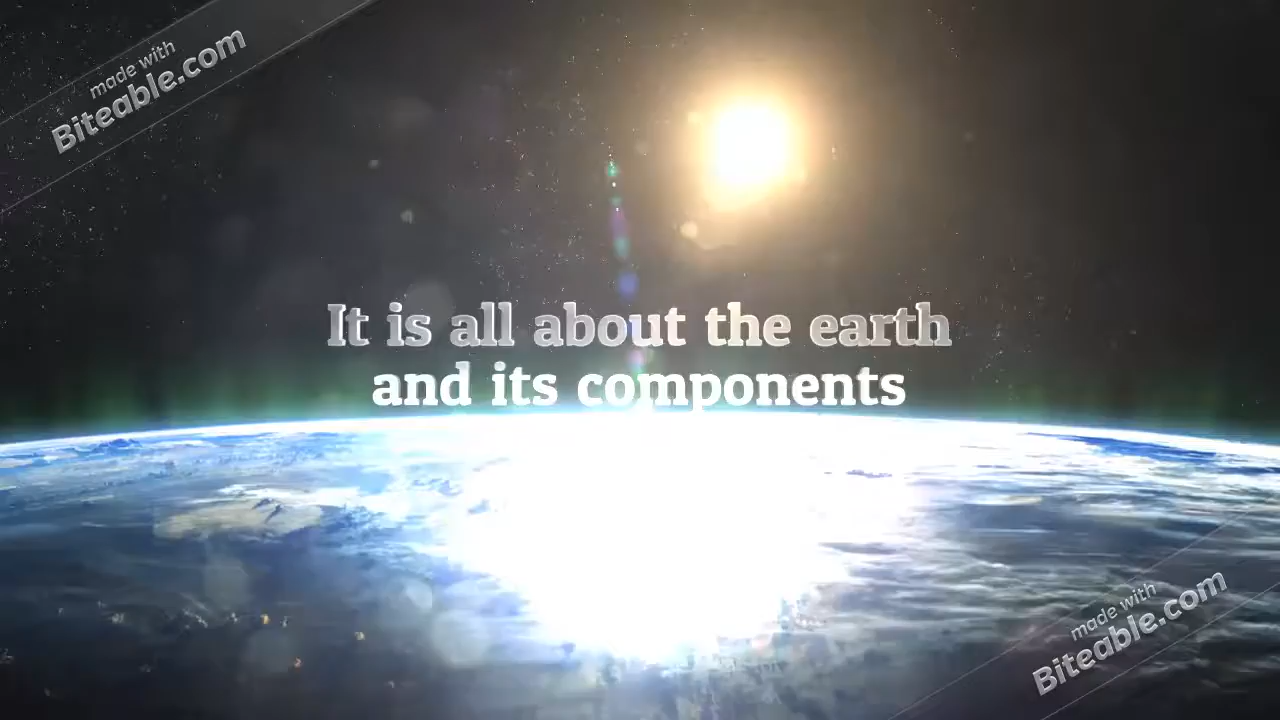 made with
Biteable.com
It is all about the earth
and its components
made with
Biteable.com